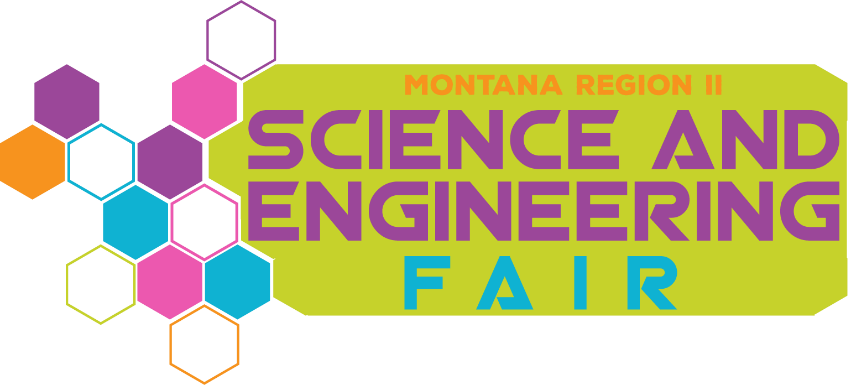 MONTANA REGION II
SCIENCE AND
ENGINEERING
FAIR